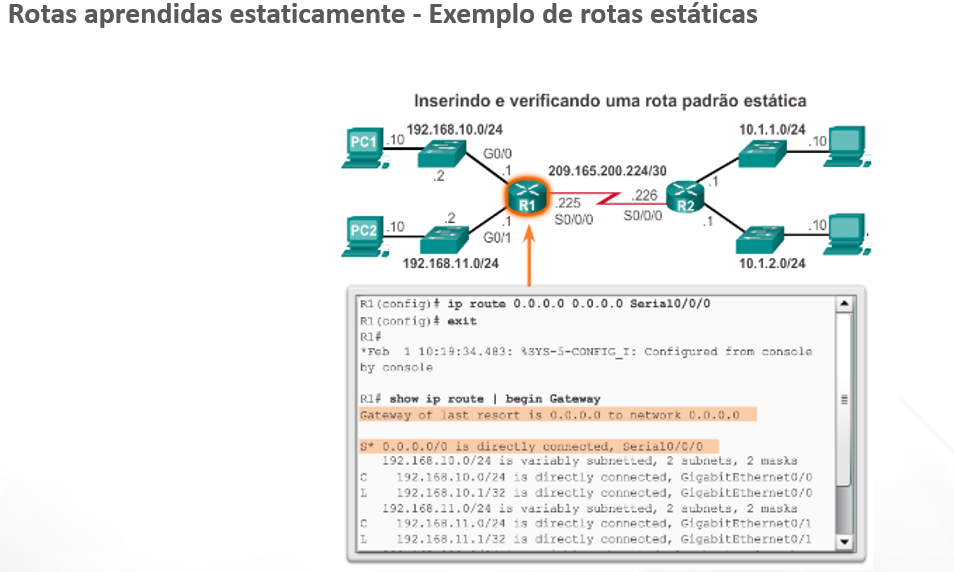 Rotas aprendidas estaticamente - Exemplo de rotas estáticas
Inserindo e verificando uma rota padrão estática
192.168.10.0/24
10.1.1.0/24
PC1
.10
G0/0
.10
.2
.1
209.165.200.224/30
.1
R1
.225
.226
R2
S0/0/0
S0/0/0
PC2
.10
.2
.1
G0/1
.1
.10
192.168.11.0/24
10.1.2.0/24
R1(config)# ip route 0.0.0.0 0.0.0.0 Serial0/0/0
R1(config)# exit
R1#
*Feb 1 10:19:34.483: %SYS-5-CONFIG_I: Configured from console
by console
R1# show ip route | begin Gateway
Gateway of last resort is 0.0.0.0 to network 0.0.0.0
S* 0.0.0.0/0 is directly connected, Serial0/0/0
192.168.10.0/24 is variably subnetted, 2 subnets, 2 masks
C 192.168.10.0/24 is directly connected, GigabitEthernet0/0
L 192.168.10.1/32 is directly connected, GigabitEthernet0/0
192.168.11.0/24 is variably subnetted, 2 subnets, 2 masks
C 192.168.11.0/24 is directly connected, GigabitEthernet0/1
L 192.168.11.1/32 is directly connected, GigabitEthernet0/1